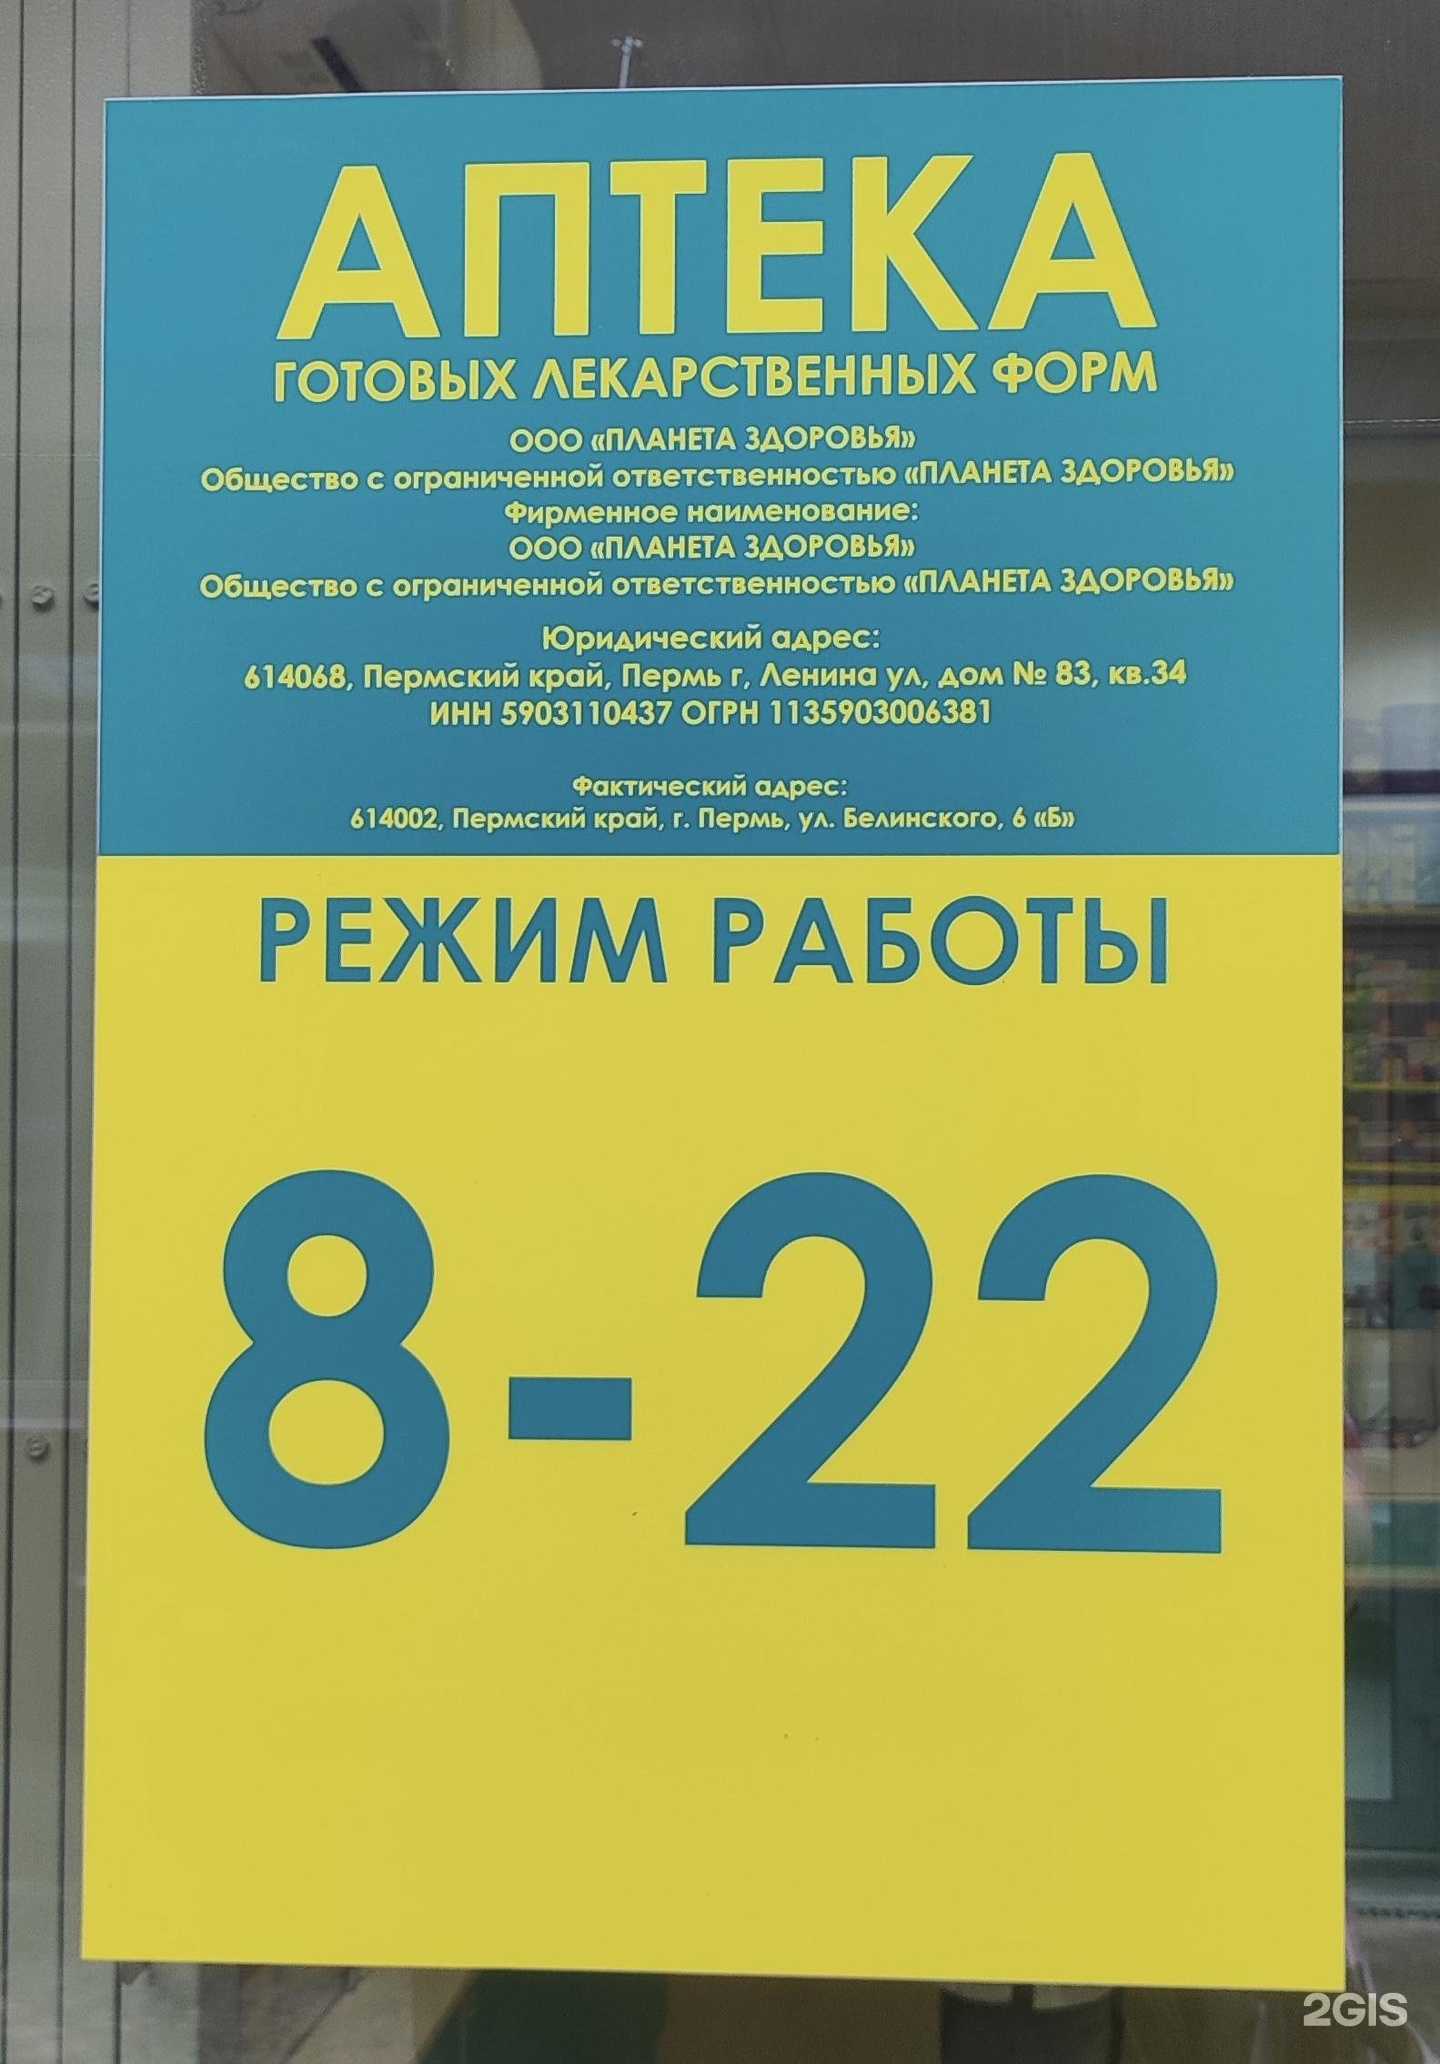 АПТЕКА
ГОТОВЫХ ЛЕКАРСТВЕННЫХ ФОРМ
ООО «ПЛАНЕТА ЗДОРОВЬЯ»
Общество с ограниченной ответственностью «ПЛАНЕТА ЗДОРОВЬЯ»
Фирменное наименование:
ООО «ПЛАНЕТА ЗДОРОВЬЯ»
Общество с ограниченной ответственностью «ПЛАНЕТА ЗДОРОВЬЯ»
Юридический адрес:
614068, Пермский край, Пермь г, Ленина ул, дом № 83, кв.34
ИНН 5903110437 ОГРН 1135903006381
Фактический адрес:
614002, Пермский край, г. Пермь, ул. Белинского, 6 «Б»
РЕЖИМ РАБОТЫ
8-22
2GIS